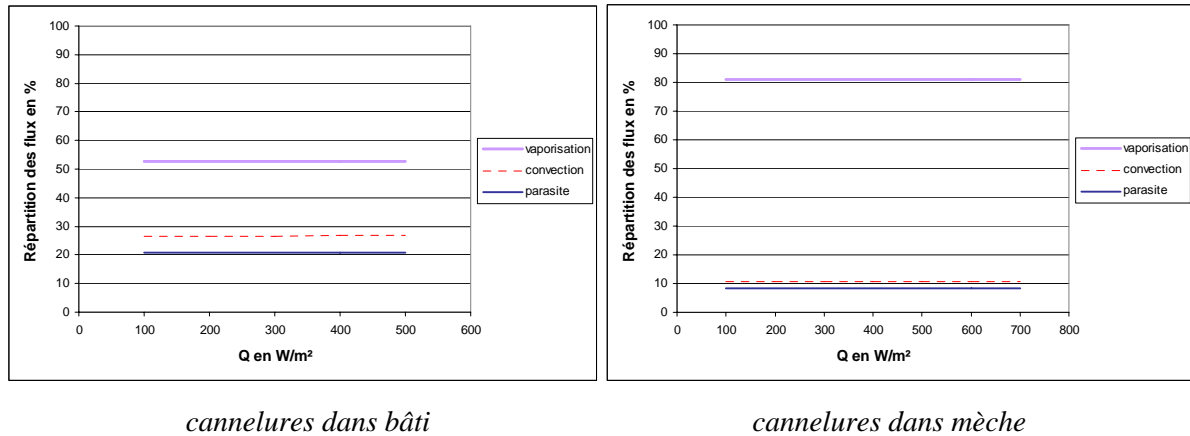 Répartition des flux en %
100
90
80
70
60
50
40
30
20
10
0
0 100 200 300 400 500 600
Q en W/m²
vaporisation
convection
parasite
Répartition des flux en %
100
90
80
70
60
50
40
30
20
10
0
0 100 200 300 400 500 600 700 800
Q en W/m²
vaporisation
convection
parasite
cannelures dans bâti
cannelures dans mèche